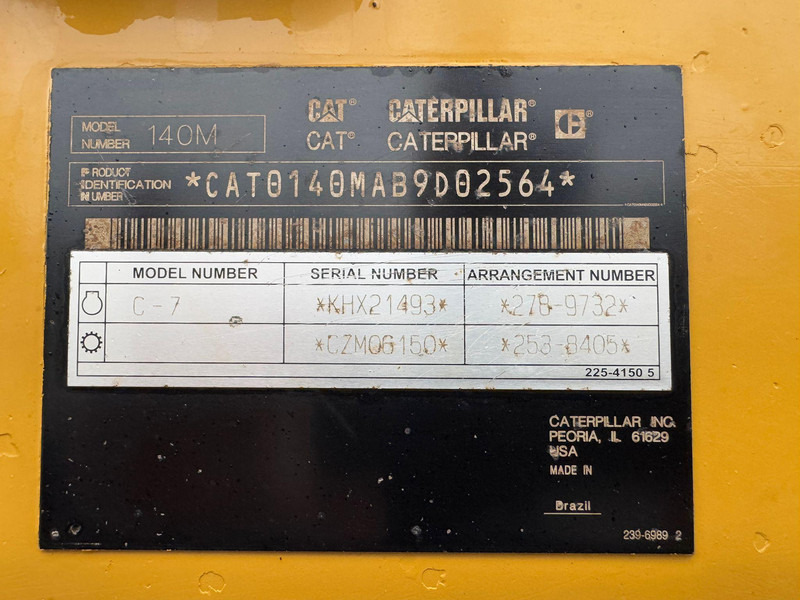 CAT® CATERPILLAR®
CAT® CATERPILLAR®
MODEL NUMBER 140M
PRODUCT IDENTIFICATION NUMBER *CAT0140MAB9D02564*
MODEL NUMBER SERIAL NUMBER ARRANGEMENT NUMBER
C-7 *KHX21493* *278-9732*
*CZM06150* *253-8405*
225-4150 5
CATERPILLAR INC.
PEORIA, IL 61629
USA
MADE IN
Brazil
239-6989 2